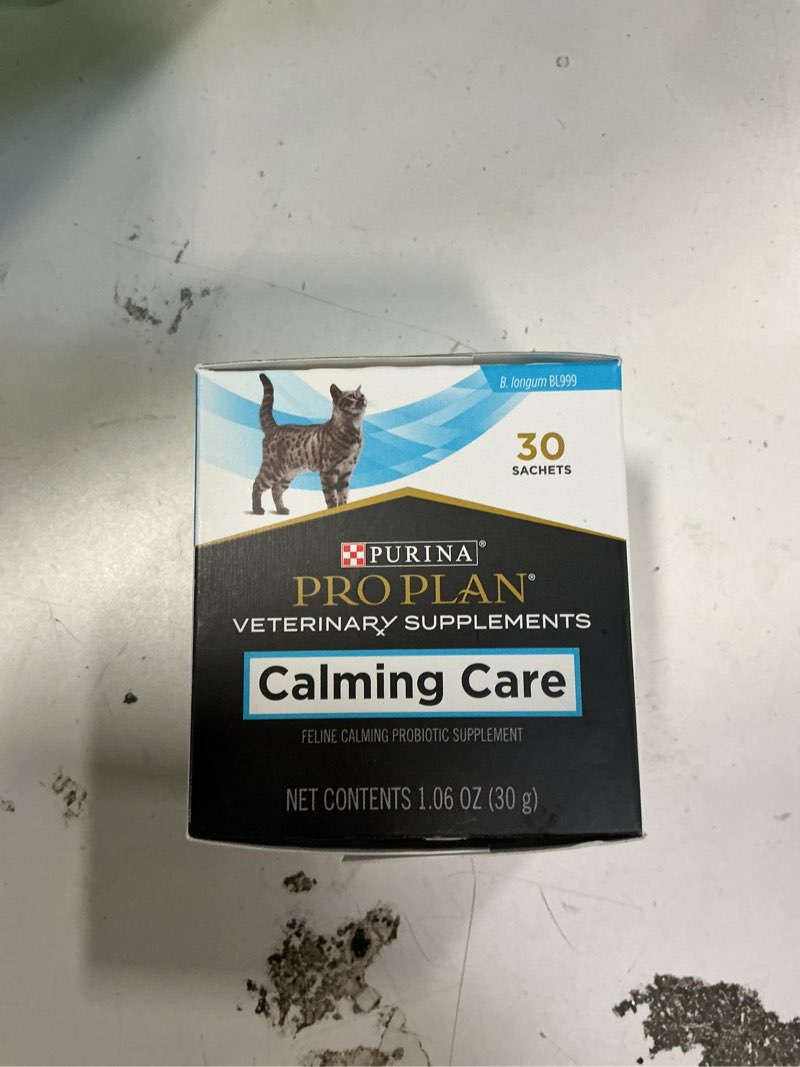 B. longum BL999
30
SACHETS
PURINA®
PRO PLAN®
VETERINARY SUPPLEMENTS
Calming Care
FELINE CALMING PROBIOTIC SUPPLEMENT
NET CONTENTS 1.06 OZ (30 g)